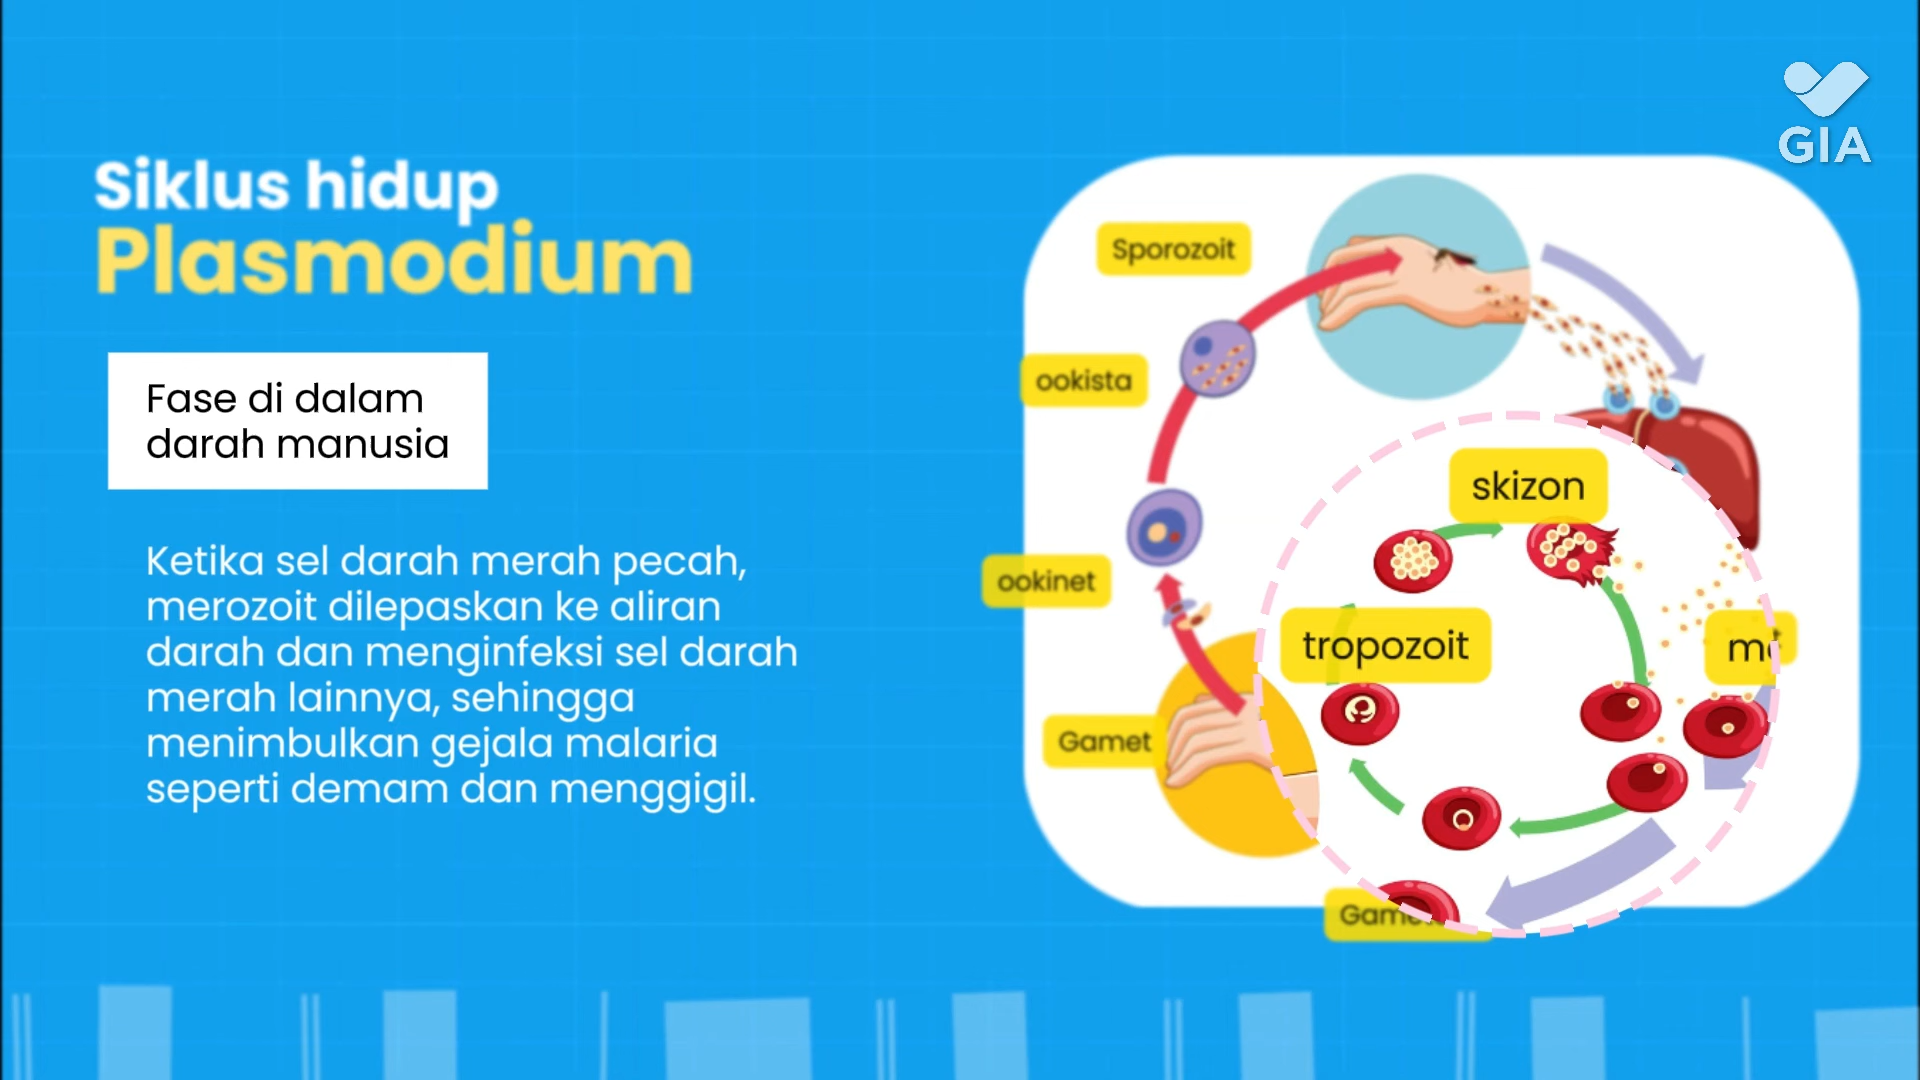 GIA
Siklus hidup
Plasmodium
Fase di dalam
darah manusia
Ketika sel darah merah pecah,
merozoit dilepaskan ke aliran
darah dan menginfeksi sel darah
merah lainnya, sehingga
menimbulkan gejala malaria
seperti demam dan menggigil.
Sporozoit
ookista
skizon
ookinet
tropozoit
Gamet